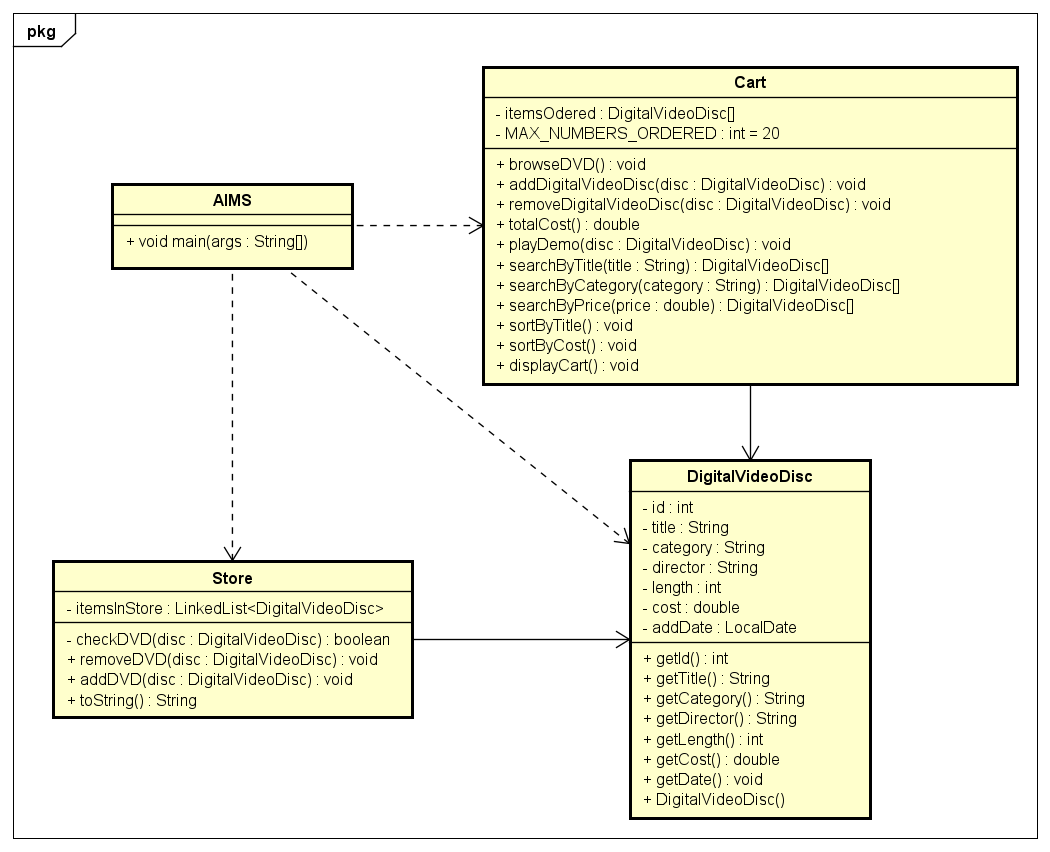 pkg
Cart
- itemsOdered : DigitalVideoDisc[]
- MAX_NUMBERS_ORDERED : int = 20
+ browseDVD() : void
+ addDigitalVideoDisc(disc : DigitalVideoDisc) : void
+ removeDigitalVideoDisc(disc : DigitalVideoDisc) : void
+ totalCost() : double
+ playDemo(disc : DigitalVideoDisc) : void
+ searchByTitle(title : String) : DigitalVideoDisc[]
+ searchByCategory(category : String) : DigitalVideoDisc[]
+ searchByPrice(price : double) : DigitalVideoDisc[]
+ sortByTitle() : void
+ sortByCost() : void
+ displayCart() : void
AIMS
+ void main(args : String[])
DigitalVideoDisc
- id : int
- title : String
- category : String
- director : String
- length : int
- cost : double
- addDate : LocalDate
+ getId() : int
+ getTitle() : String
+ getCategory() : String
+ getDirector() : String
+ getLength() : int
+ getCost() : double
+ getDate() : void
+ DigitalVideoDisc()
Store
- itemsInStore : LinkedList<DigitalVideoDisc>
- checkDVD(disc : DigitalVideoDisc) : boolean
+ removeDVD(disc : DigitalVideoDisc) : void
+ addDVD(disc : DigitalVideoDisc) : void
+ toString() : String